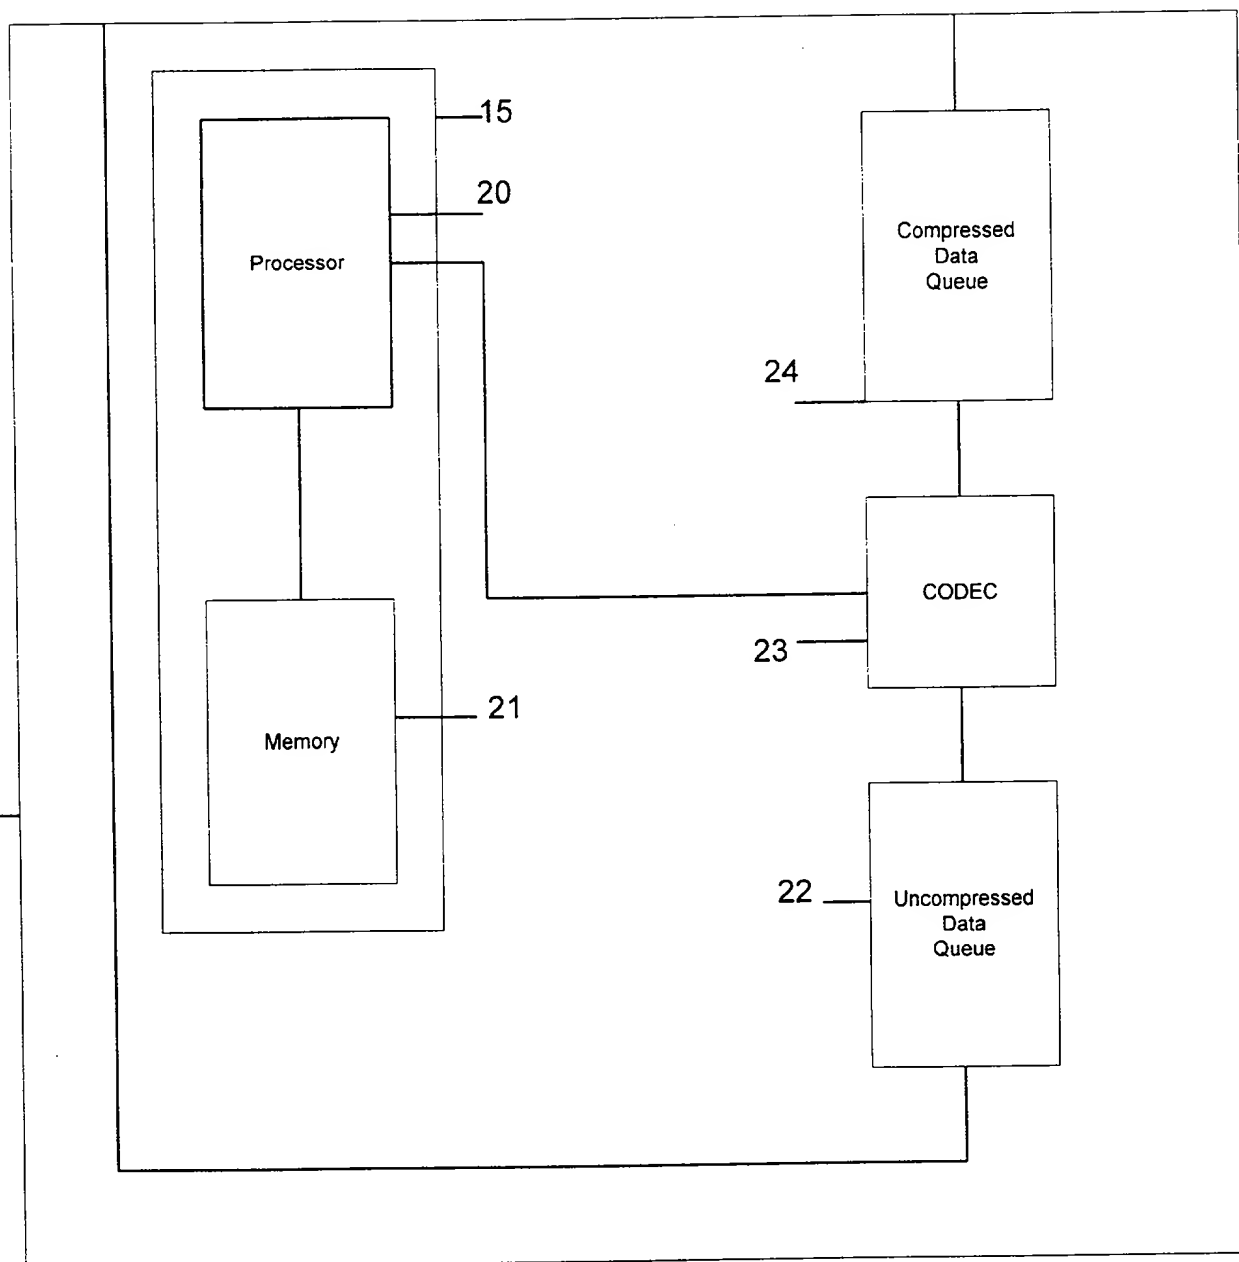 15
20
Processor
Compressed
Data
Queue
24
CODEC
23
21
Memory
22
Uncompressed
Data
Queue